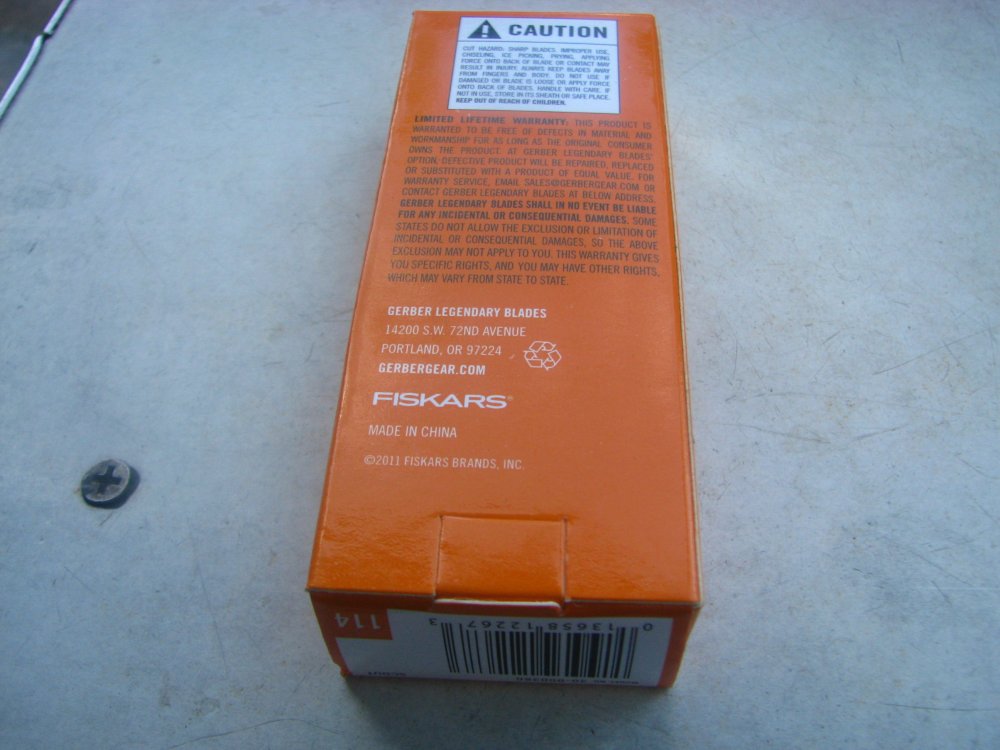 CAUTION
CUT HAZARD: SHARP BLADES. IMPROPER USE,
CHISELING, ICE PICKING, PRYING, APPLYING
FORCE ONTO BACK OF BLADE OR CONTACT MAY
RESULT IN INJURY. ALWAYS KEEP BLADES AWAY
FROM FINGERS AND BODY. DO NOT USE IF
DAMAGED OR BLADE IS LOOSE OR APPLY FORCE
ONTO BACK OF BLADES. HANDLE WITH CARE. IF
NOT IN USE, STORE IN ITS SHEATH OR SAFE PLACE.
KEEP OUT OF REACH OF CHILDREN.
LIMITED LIFETIME WARRANTY: THIS PRODUCT IS
WARRANTED TO BE FREE OF DEFECTS IN MATERIAL AND
WORKMANSHIP FOR AS LONG AS THE ORIGINAL CONSUMER
OWNS THE PRODUCT. AT GERBER LEGENDARY BLADES'
OPTION, DEFECTIVE PRODUCT WILL BE REPAIRED, REPLACED
OR SUBSTITUTED WITH A PRODUCT OF EQUAL VALUE. FOR
WARRANTY SERVICE, EMAIL SALES@GERBERGEAR.COM OR
CONTACT GERBER LEGENDARY BLADES AT BELOW ADDRESS.
GERBER LEGENDARY BLADES SHALL IN NO EVENT BE LIABLE
FOR ANY INCIDENTAL OR CONSEQUENTIAL DAMAGES. SOME
STATES DO NOT ALLOW THE EXCLUSION OR LIMITATION OF
INCIDENTAL OR CONSEQUENTIAL DAMAGES, SO THE ABOVE
EXCLUSION MAY NOT APPLY TO YOU. THIS WARRANTY GIVES
YOU SPECIFIC RIGHTS, AND YOU MAY HAVE OTHER RIGHTS,
WHICH MAY VARY FROM STATE TO STATE.
GERBER LEGENDARY BLADES
14200 S.W. 72ND AVENUE
PORTLAND, OR 97224
GERBERGEAR.COM
FISKARS®
MADE IN CHINA
©2011 FISKARS BRANDS, INC.
114
0 13658 12267 3